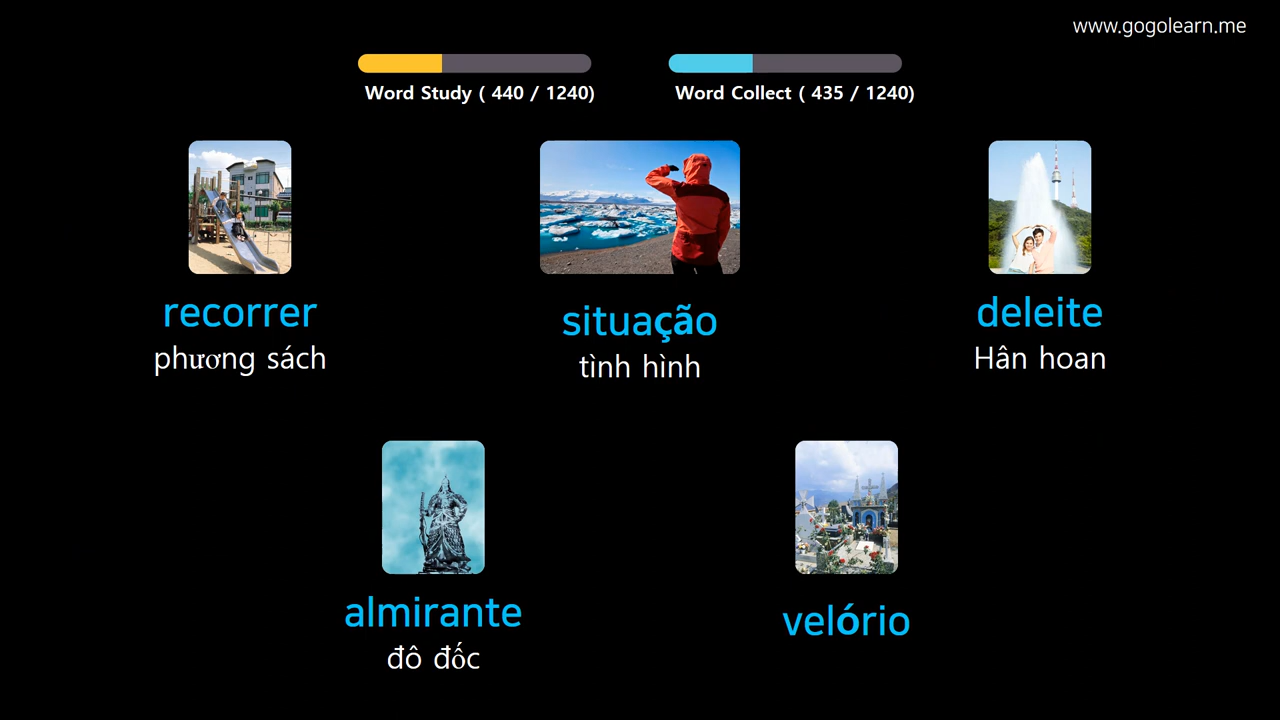 www.gogolearn.me
Word Study ( 440 / 1240)
Word Collect ( 435 / 1240)
recorrer
phương sách
situação
tình hình
deleite
Hân hoan
almirante
đô đốc
velório